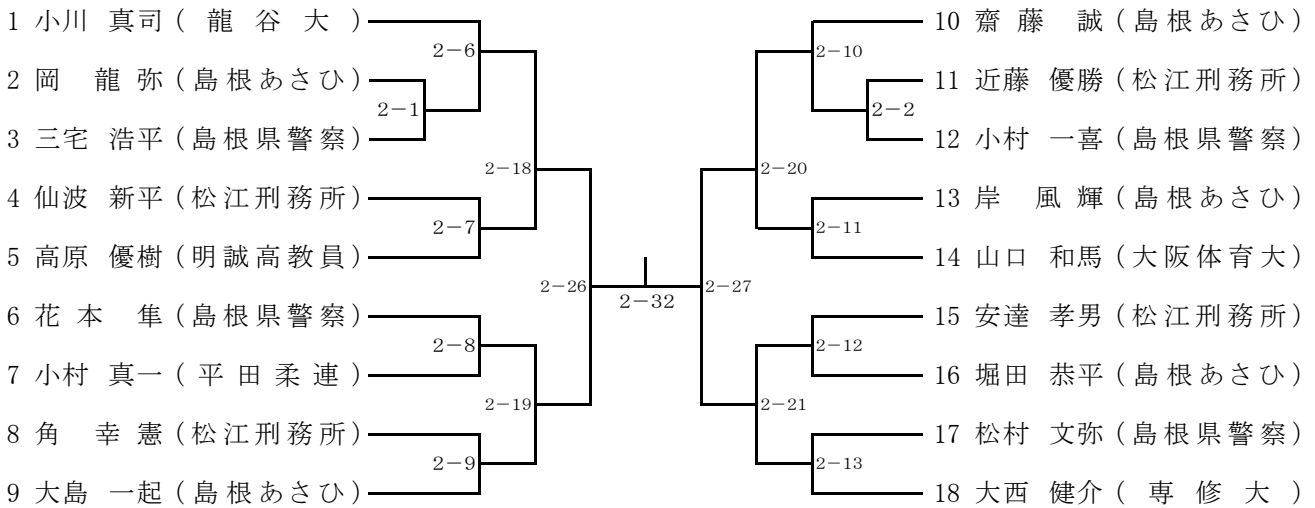 1 小川 真司 ( 龍 谷 大 )
2-6
2 岡 龍 弥 (島根あさひ)
2-1
3 三宅 浩平 (島根県警察)
2-18
4 仙波 新平 (松江刑務所)
2-7
5 高原 優樹 (明誠高教員)
2-26
6 花 本 隼 (島根県警察)
2-8
7 小村 真一 ( 平 田 柔 連 )
2-19
8 角 幸 憲 (松江刑務所)
2-9
9 大島 一起 (島根あさひ)
2-32
10 齋 藤 誠 (島根あさひ)
2-10
11 近藤 優勝 (松江刑務所)
2-2
12 小村 一喜 (島根県警察)
2-20
13 岸 風 輝 (島根あさひ)
2-11
14 山口 和馬 (大阪体育大)
2-27
15 安達 孝男 (松江刑務所)
2-12
16 堀田 恭平 (島根あさひ)
2-21
17 松村 文弥 (島根県警察)
2-13
18 大西 健介 ( 専 修 大 )